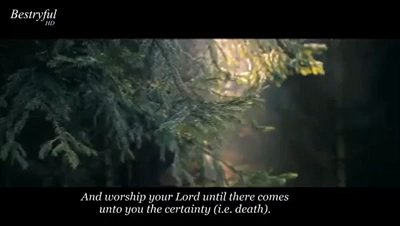 Bestryful
HD
And worship your Lord until there comes
unto you the certainty (i.e. death).